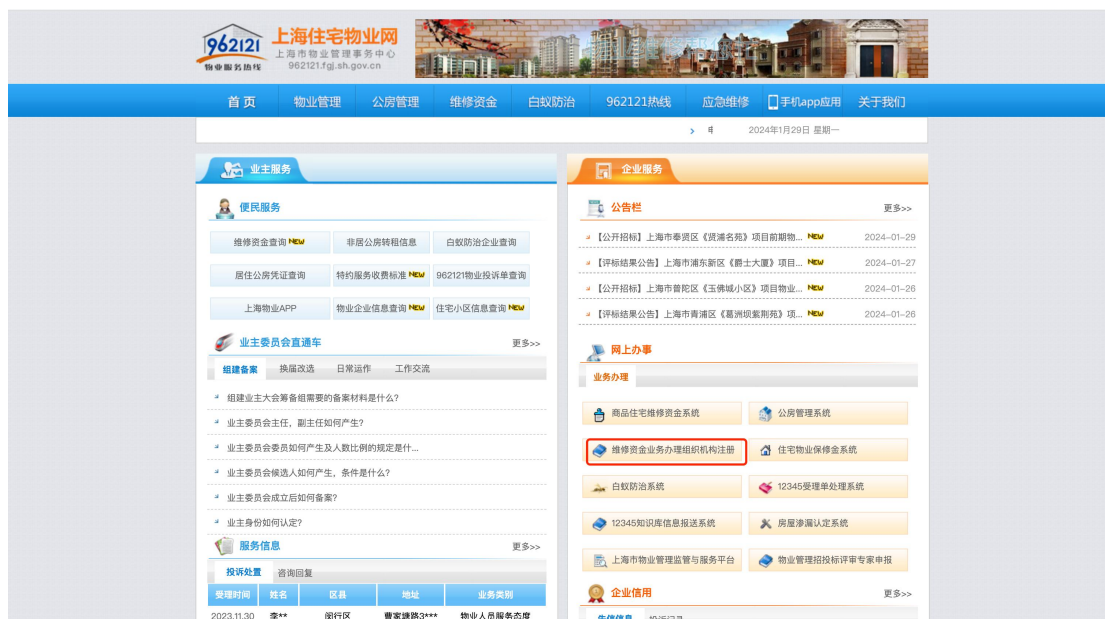 962121
物业服务热线
上海住宅物业网
上海市物业管理事务中心
962121.fgj.sh.gov.cn
首 页 物业管理 公房管理 维修资金 白蚁防治 962121热线 应急维修 手机app应用 关于我们
2024年1月29日 星期一
业主服务
便民服务
维修资金查询 NEW 非居公房转租信息 白蚁防治企业查询
居住公房凭证查询 特约服务收费标准 NEW 962121物业投诉单查询
上海物业APP 物业企业信息查询 NEW 住宅小区信息查询 NEW
业主委员会直通车 更多>>
组建备案 换届改选 日常运作 工作交流
组建业主大会筹备组需要的备案材料是什么?
业主委员会主任，副主任如何产生?
业主委员会委员如何产生及人数比例的规定是什...
业主委员会候选人如何产生，条件是什么?
业主委员会成立后如何备案?
业主身份如何认定?
服务信息 更多>>
投诉处置 咨询回复
受理时间 姓名 区县 地址 业务类别
2023.11.30 李** 闵行区 曹家塘路3*** 物业人员服务态度
企业服务
公告栏 更多>>
【公开招标】上海市奉贤区《贤浦名苑》项目前期物... NEW 2024-01-29
【评标结果公告】上海市浦东新区《爵士大厦》项目... NEW 2024-01-27
【公开招标】上海市普陀区《玉佛城小区》项目物业... NEW 2024-01-26
【评标结果公告】上海市青浦区《葛洲坝紫荆苑》项... NEW 2024-01-26
网上办事
业务办理
商品住宅维修资金系统 公房管理系统
维修资金业务办理组织机构注册 住宅物业保修金系统
白蚁防治系统 12345受理单处理系统
12345知识库信息报送系统 房屋渗漏认定系统
上海市物业管理监管与服务平台 物业管理招投标评审专家申报
企业信用 更多>>
失信信息 投诉记录